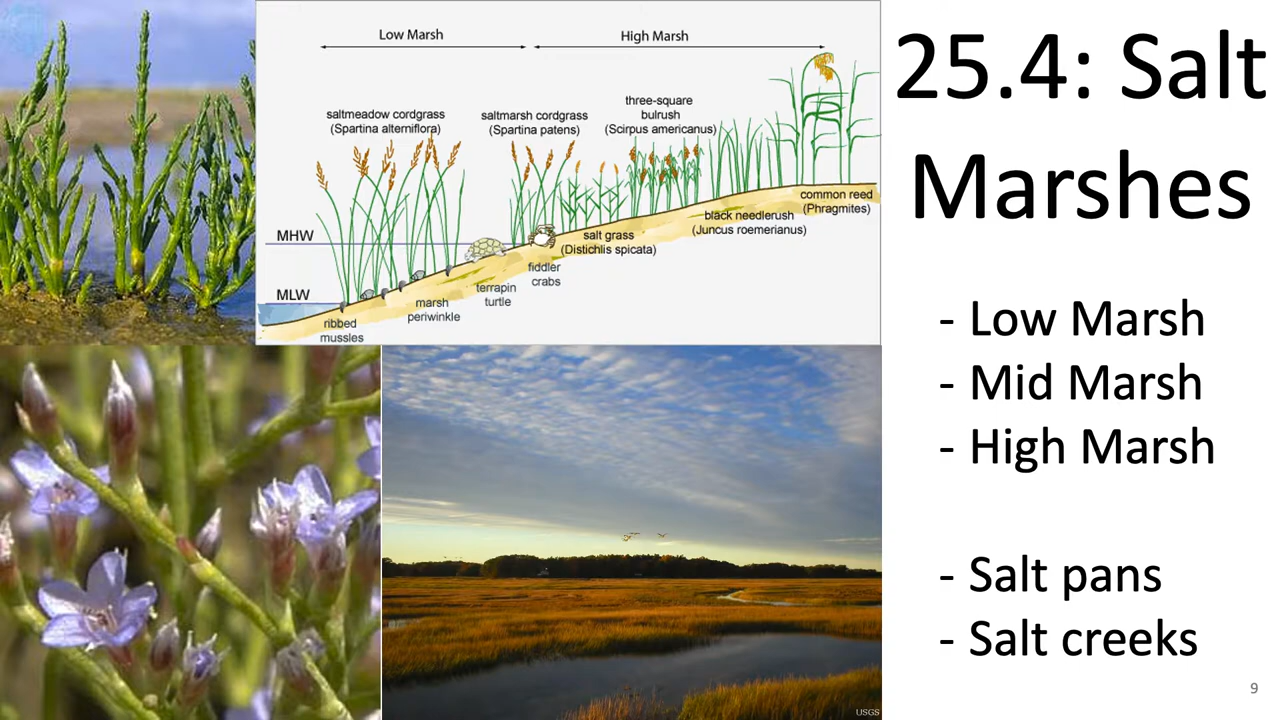 25.4: Salt
Marshes
Low Marsh
High Marsh
saltmeadow cordgrass
(Spartina alterniflora)
saltmarsh cordgrass
(Spartina patens)
three-square
bulrush
(Scirpus americanus)
common reed
(Phragmites)
black needlerush
(Juncus roemerianus)
salt grass
(Distichlis spicata)
MHW
MLW
fiddler
crabs
terrapin
turtle
marsh
periwinkle
ribbed
mussles
- Low Marsh
- Mid Marsh
- High Marsh
- Salt pans
- Salt creeks
USGS
9